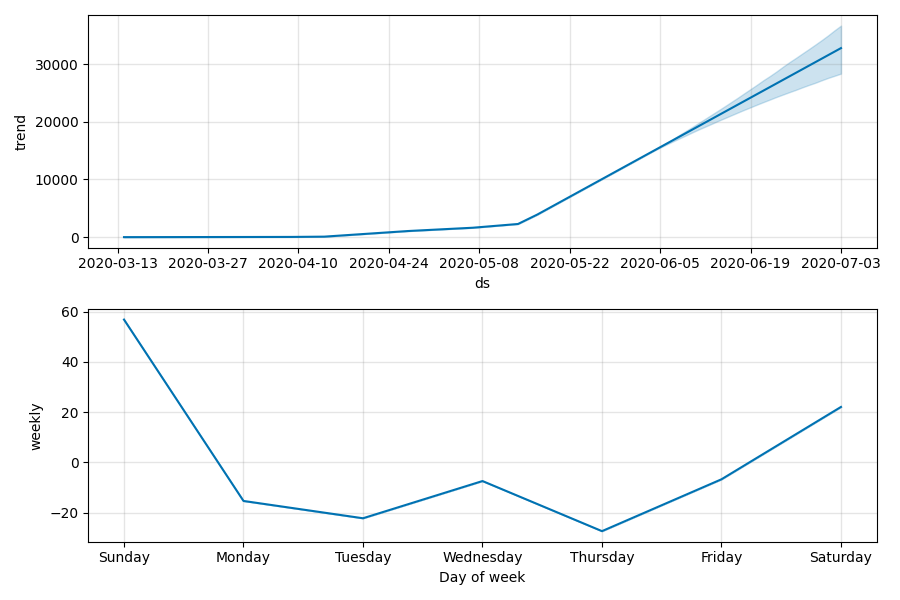 trend
30000
20000
10000
0
2020-03-13 2020-03-27 2020-04-10 2020-04-24 2020-05-08 2020-05-22 2020-06-05 2020-06-19 2020-07-03
ds
weekly
60
40
20
0
−20
Sunday Monday Tuesday Wednesday Thursday Friday Saturday
Day of week